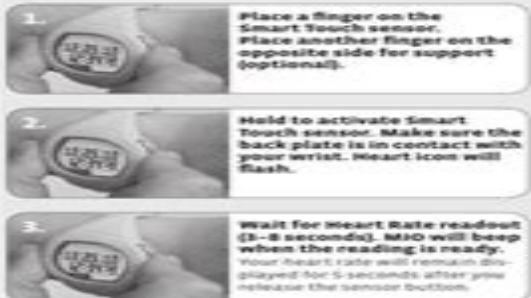 1.
Place a finger on the
Smart Touch sensor.
Place another finger on the
opposite side for support
(optional).
2.
Hold to activate Smart
Touch sensor. Make sure the
back plate is in contact with
your wrist. Heart icon will
flash.
3.
Wait for Heart Rate readout
(3-8 seconds). MIO will beep
when the reading is ready.
Your heart rate will remain dis-
played for 5 seconds after you
release the sensor button.